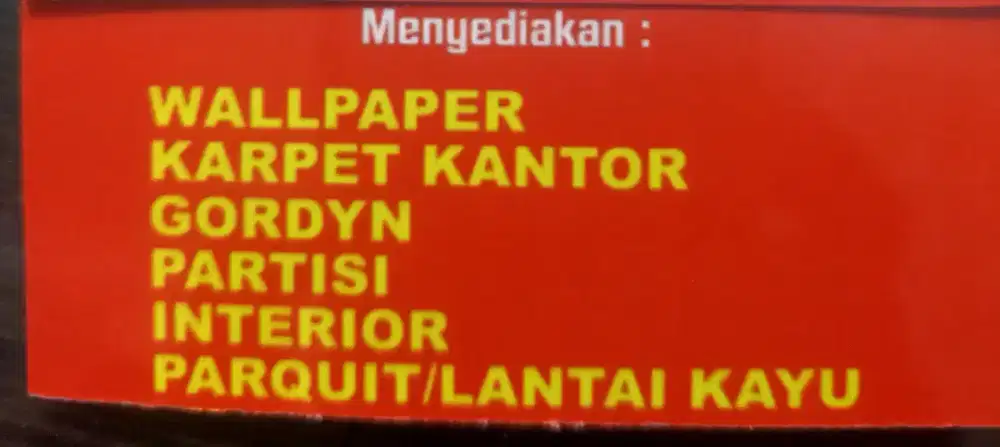 Menyediakan :
WALLPAPER
KARPET KANTOR
GORDYN
PARTISI
INTERIOR
PARQUIT/LANTAI KAYU